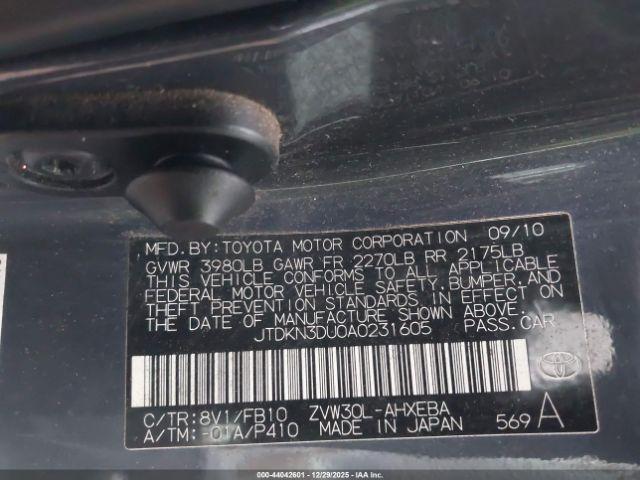 MFD. BY: TOYOTA MOTOR CORPORATION 09/10
GVWR 3980LB GAWR FR 2270LB RR 2175LB
THIS VEHICLE CONFORMS TO ALL APPLICABLE
FEDERAL MOTOR VEHICLE SAFETY, BUMPER, AND
THEFT PREVENTION STANDARDS IN EFFECT ON
THE DATE OF MANUFACTURE SHOWN ABOVE.
JTDKN3DU0A0231605 PASS. CAR
C/TR: 8V1/FB10 ZVW30L-AHXEBA
A/TM: -01A/P410 MADE IN JAPAN 569 A
000-44042601 - 12/29/2025 - IAA